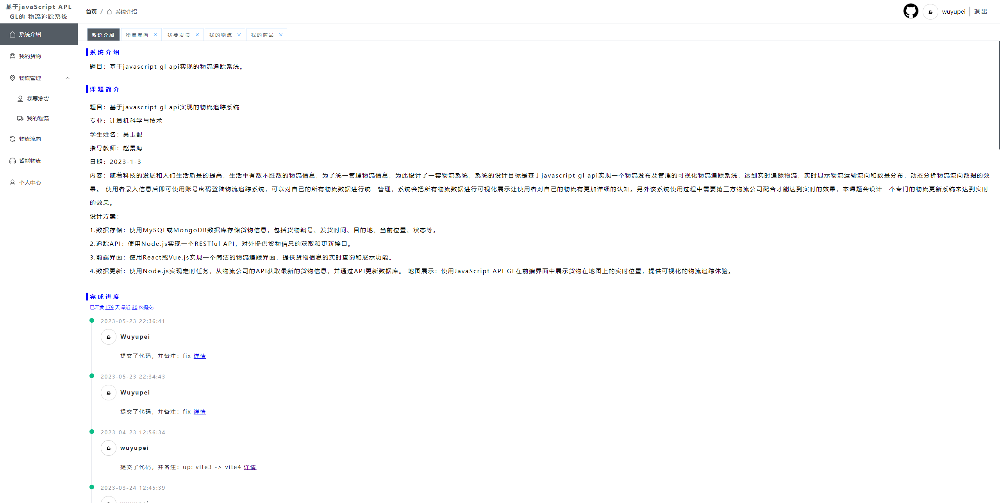 基于javaScript APL
GL的 物流追踪系统
首页 / 系统介绍
wuyupei
退出
系统介绍
我的货物
物流管理
我要发货
我的物流
物流流向
智能物流
个人中心
系统介绍
物流流向
我要发货
我的物流
我的商品
系统介绍
题目：基于javascript gl api实现的物流追踪系统。
课题简介
题目：基于javascript gl api实现的物流追踪系统
专业：计算机科学与技术
学生姓名：吴玉配
指导教师：赵景海
日期：2023-1-3
内容：随着科技的发展和人们生活质量的提高，生活中有数不胜数的物流信息，为了统一管理物流信息，为此设计了一套物流系统。系统的设计目标是基于javascript gl api实现一个物流发布及管理的可视化物流追踪系统，达到实时追踪物流，实时显示物流运输流向和数量分布，动态分析物流流向数据的效
果。 使用者录入信息后即可使用账号密码登陆物流追踪系统，可以对自己的所有物流数据进行统一管理，系统会把所有物流数据进行可视化展示让使用者对自己的物流有更加详细的认知。另外该系统使用过程中需要第三方物流公司配合才能达到实时的效果，本课题会设计一个专门的物流更新系统来达到实时
的效果。
设计方案：
1.数据存储：使用MySQL或MongoDB数据库存储货物信息，包括货物编号、发货时间、目的地、当前位置、状态等。
2.追踪API：使用Node.js实现一个RESTful API，对外提供货物信息的获取和更新接口。
3.前端界面：使用React或Vue.js实现一个简洁的物流追踪界面，提供货物信息的实时查询和展示功能。
4.数据更新：使用Node.js实现定时任务，从物流公司的API获取最新的货物信息，并通过API更新数据库。 地图展示：使用JavaScript API GL在前端界面中展示货物在地图上的实时位置，提供可视化的物流追踪体验。
完成进度
已开发 179 天 最近 30 次提交：
2023-05-23 22:36:41
Wuyupei
提交了代码，并备注：fix 详情
2023-05-23 22:34:43
Wuyupei
提交了代码，并备注：fix 详情
2023-04-23 12:56:34
wuyupei
提交了代码，并备注：up: vite3 -> vite4 详情
2023-03-24 12:45:39